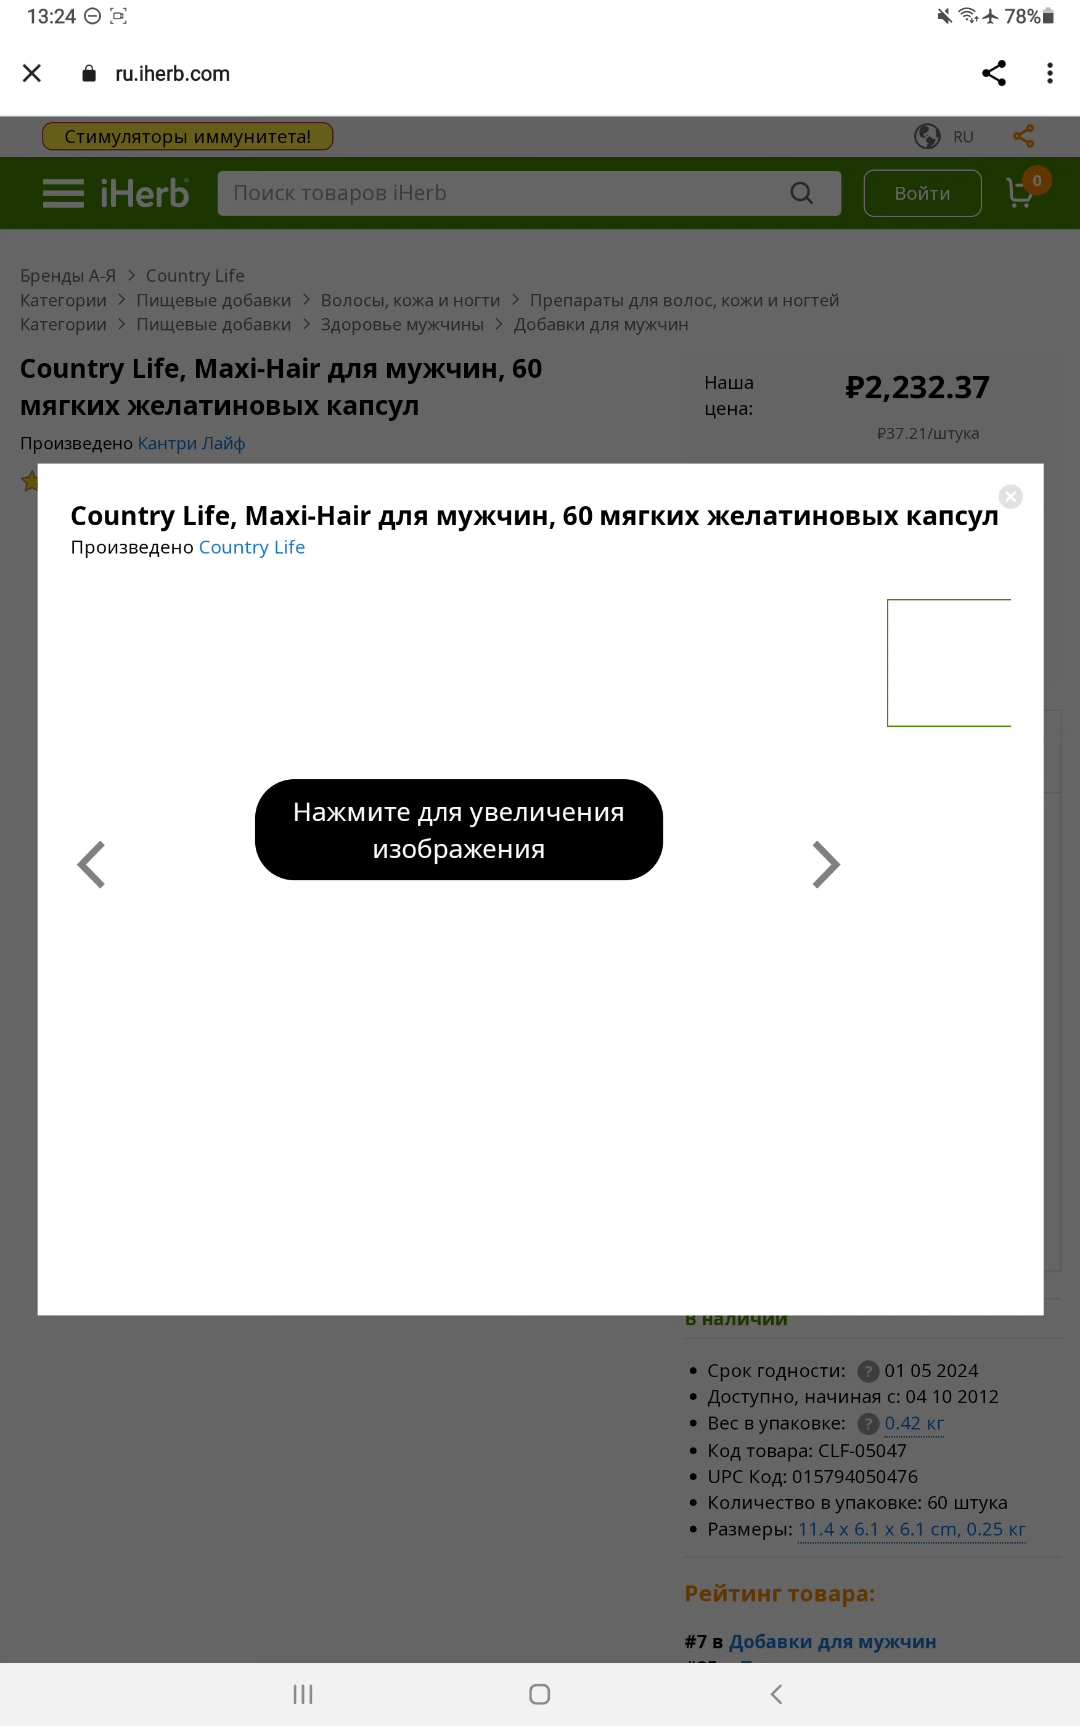 13:24
78%
ru.iherb.com
Стимуляторы иммунитета!
RU
iHerb
Поиск товаров iHerb
Войти
0
Бренды А-Я > Country Life
Категории > Пищевые добавки > Волосы, кожа и ногти > Препараты для волос, кожи и ногтей
Категории > Пищевые добавки > Здоровье мужчины > Добавки для мужчин
Country Life, Maxi-Hair для мужчин, 60
мягких желатиновых капсул
Произведено Кантри Лайф
Наша
цена:
₽2,232.37
₽37.21/штука
Country Life, Maxi-Hair для мужчин, 60 мягких желатиновых капсул
Произведено Country Life
Нажмите для увеличения
изображения
В наличии
Срок годности: ? 01 05 2024
Доступно, начиная с: 04 10 2012
Вес в упаковке: ? 0.42 кг
Код товара: CLF-05047
UPC Код: 015794050476
Количество в упаковке: 60 штука
Размеры: 11.4 x 6.1 x 6.1 cm, 0.25 кг
Рейтинг товара:
#7 в Добавки для мужчин